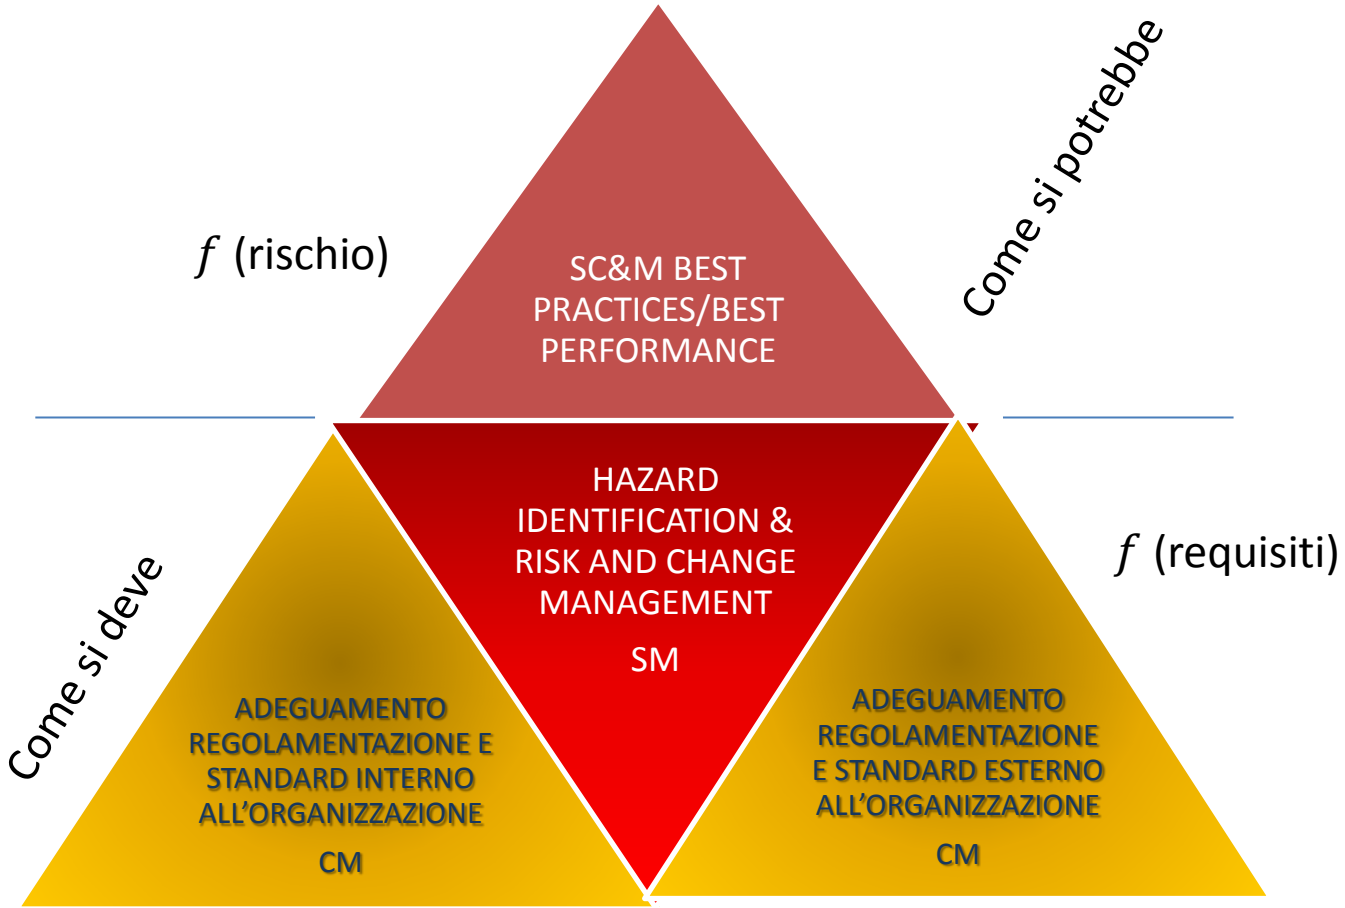 Come si potrebbe
f (rischio)
SC&M BEST
PRACTICES/BEST
PERFORMANCE
HAZARD
IDENTIFICATION &
RISK AND CHANGE
MANAGEMENT
SM
f (requisiti)
Come si deve
ADEGUAMENTO
REGOLAMENTAZIONE E
STANDARD INTERNO
ALL’ORGANIZZAZIONE
CM
ADEGUAMENTO
REGOLAMENTAZIONE
E STANDARD ESTERNO
ALL’ORGANIZZAZIONE
CM